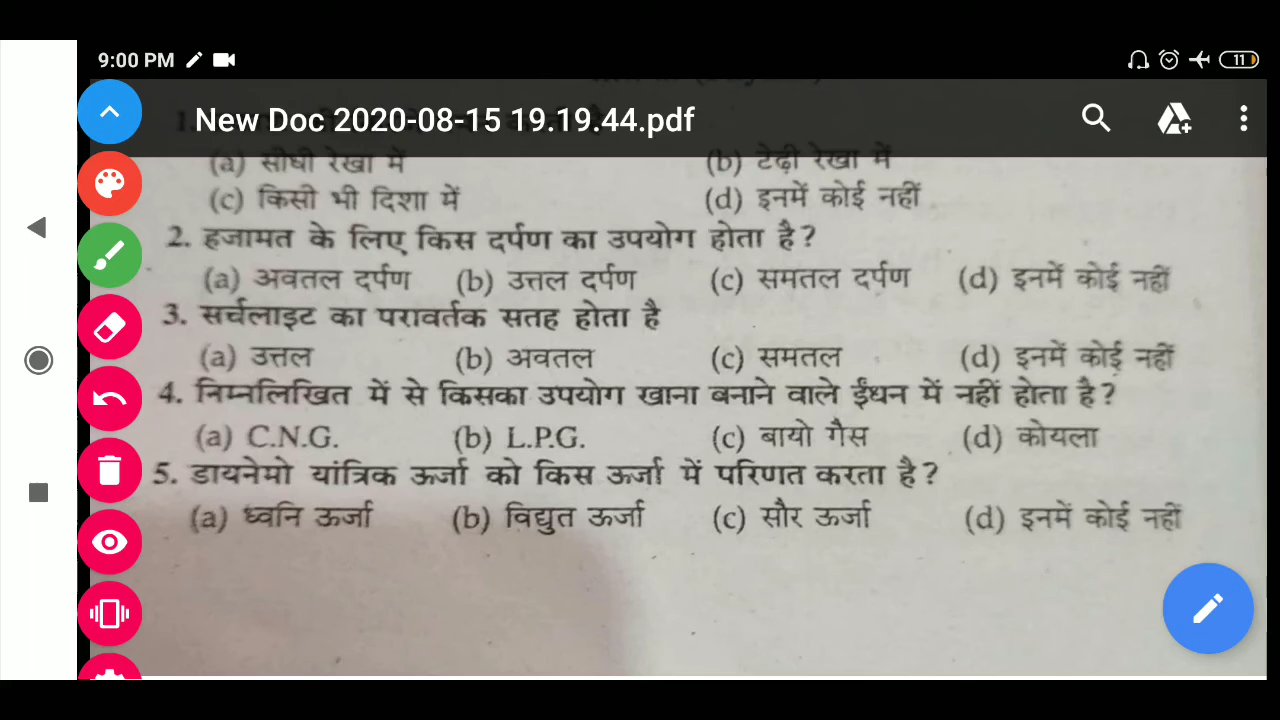 9:00 PM
11
New Doc 2020-08-15 19.19.44.pdf
1.
(a) सीधी रेखा में (b) टेढ़ी रेखा में
(c) किसी भी दिशा में (d) इनमें कोई नहीं
2. हजामत के लिए किस दर्पण का उपयोग होता है?
(a) अवतल दर्पण (b) उत्तल दर्पण (c) समतल दर्पण (d) इनमें कोई नहीं
3. सर्चलाइट का परावर्तक सतह होता है
(a) उत्तल (b) अवतल (c) समतल (d) इनमें कोई नहीं
4. निम्नलिखित में से किसका उपयोग खाना बनाने वाले ईंधन में नहीं होता है?
(a) C.N.G. (b) L.P.G. (c) बायो गैस (d) कोयला
5. डायनेमो यांत्रिक ऊर्जा को किस ऊर्जा में परिणत करता है?
(a) ध्वनि ऊर्जा (b) विद्युत ऊर्जा (c) सौर ऊर्जा (d) इनमें कोई नहीं